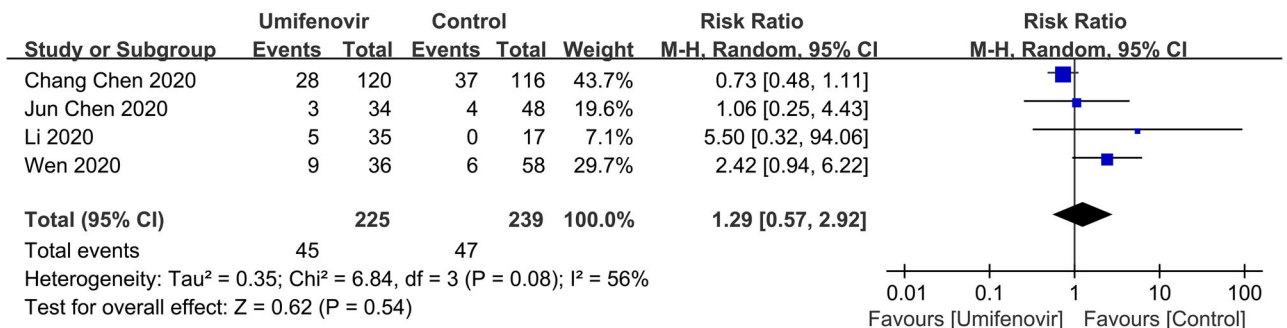 Umifenovir Control Risk Ratio Risk Ratio
Study or Subgroup Events Total Events Total Weight M-H, Random, 95% CI M-H, Random, 95% CI
Chang Chen 2020 28 120 37 116 43.7% 0.73 [0.48, 1.11]
Jun Chen 2020 3 34 4 48 19.6% 1.06 [0.25, 4.43]
Li 2020 5 35 0 17 7.1% 5.50 [0.32, 94.06]
Wen 2020 9 36 6 58 29.7% 2.42 [0.94, 6.22]
Total (95% CI) 225 239 100.0% 1.29 [0.57, 2.92]
Total events 45 47
Heterogeneity: Tau² = 0.35; Chi² = 6.84, df = 3 (P = 0.08); I² = 56%
Test for overall effect: Z = 0.62 (P = 0.54)
0.01 0.1 1 10 100
Favours [Umifenovir] Favours [Control]